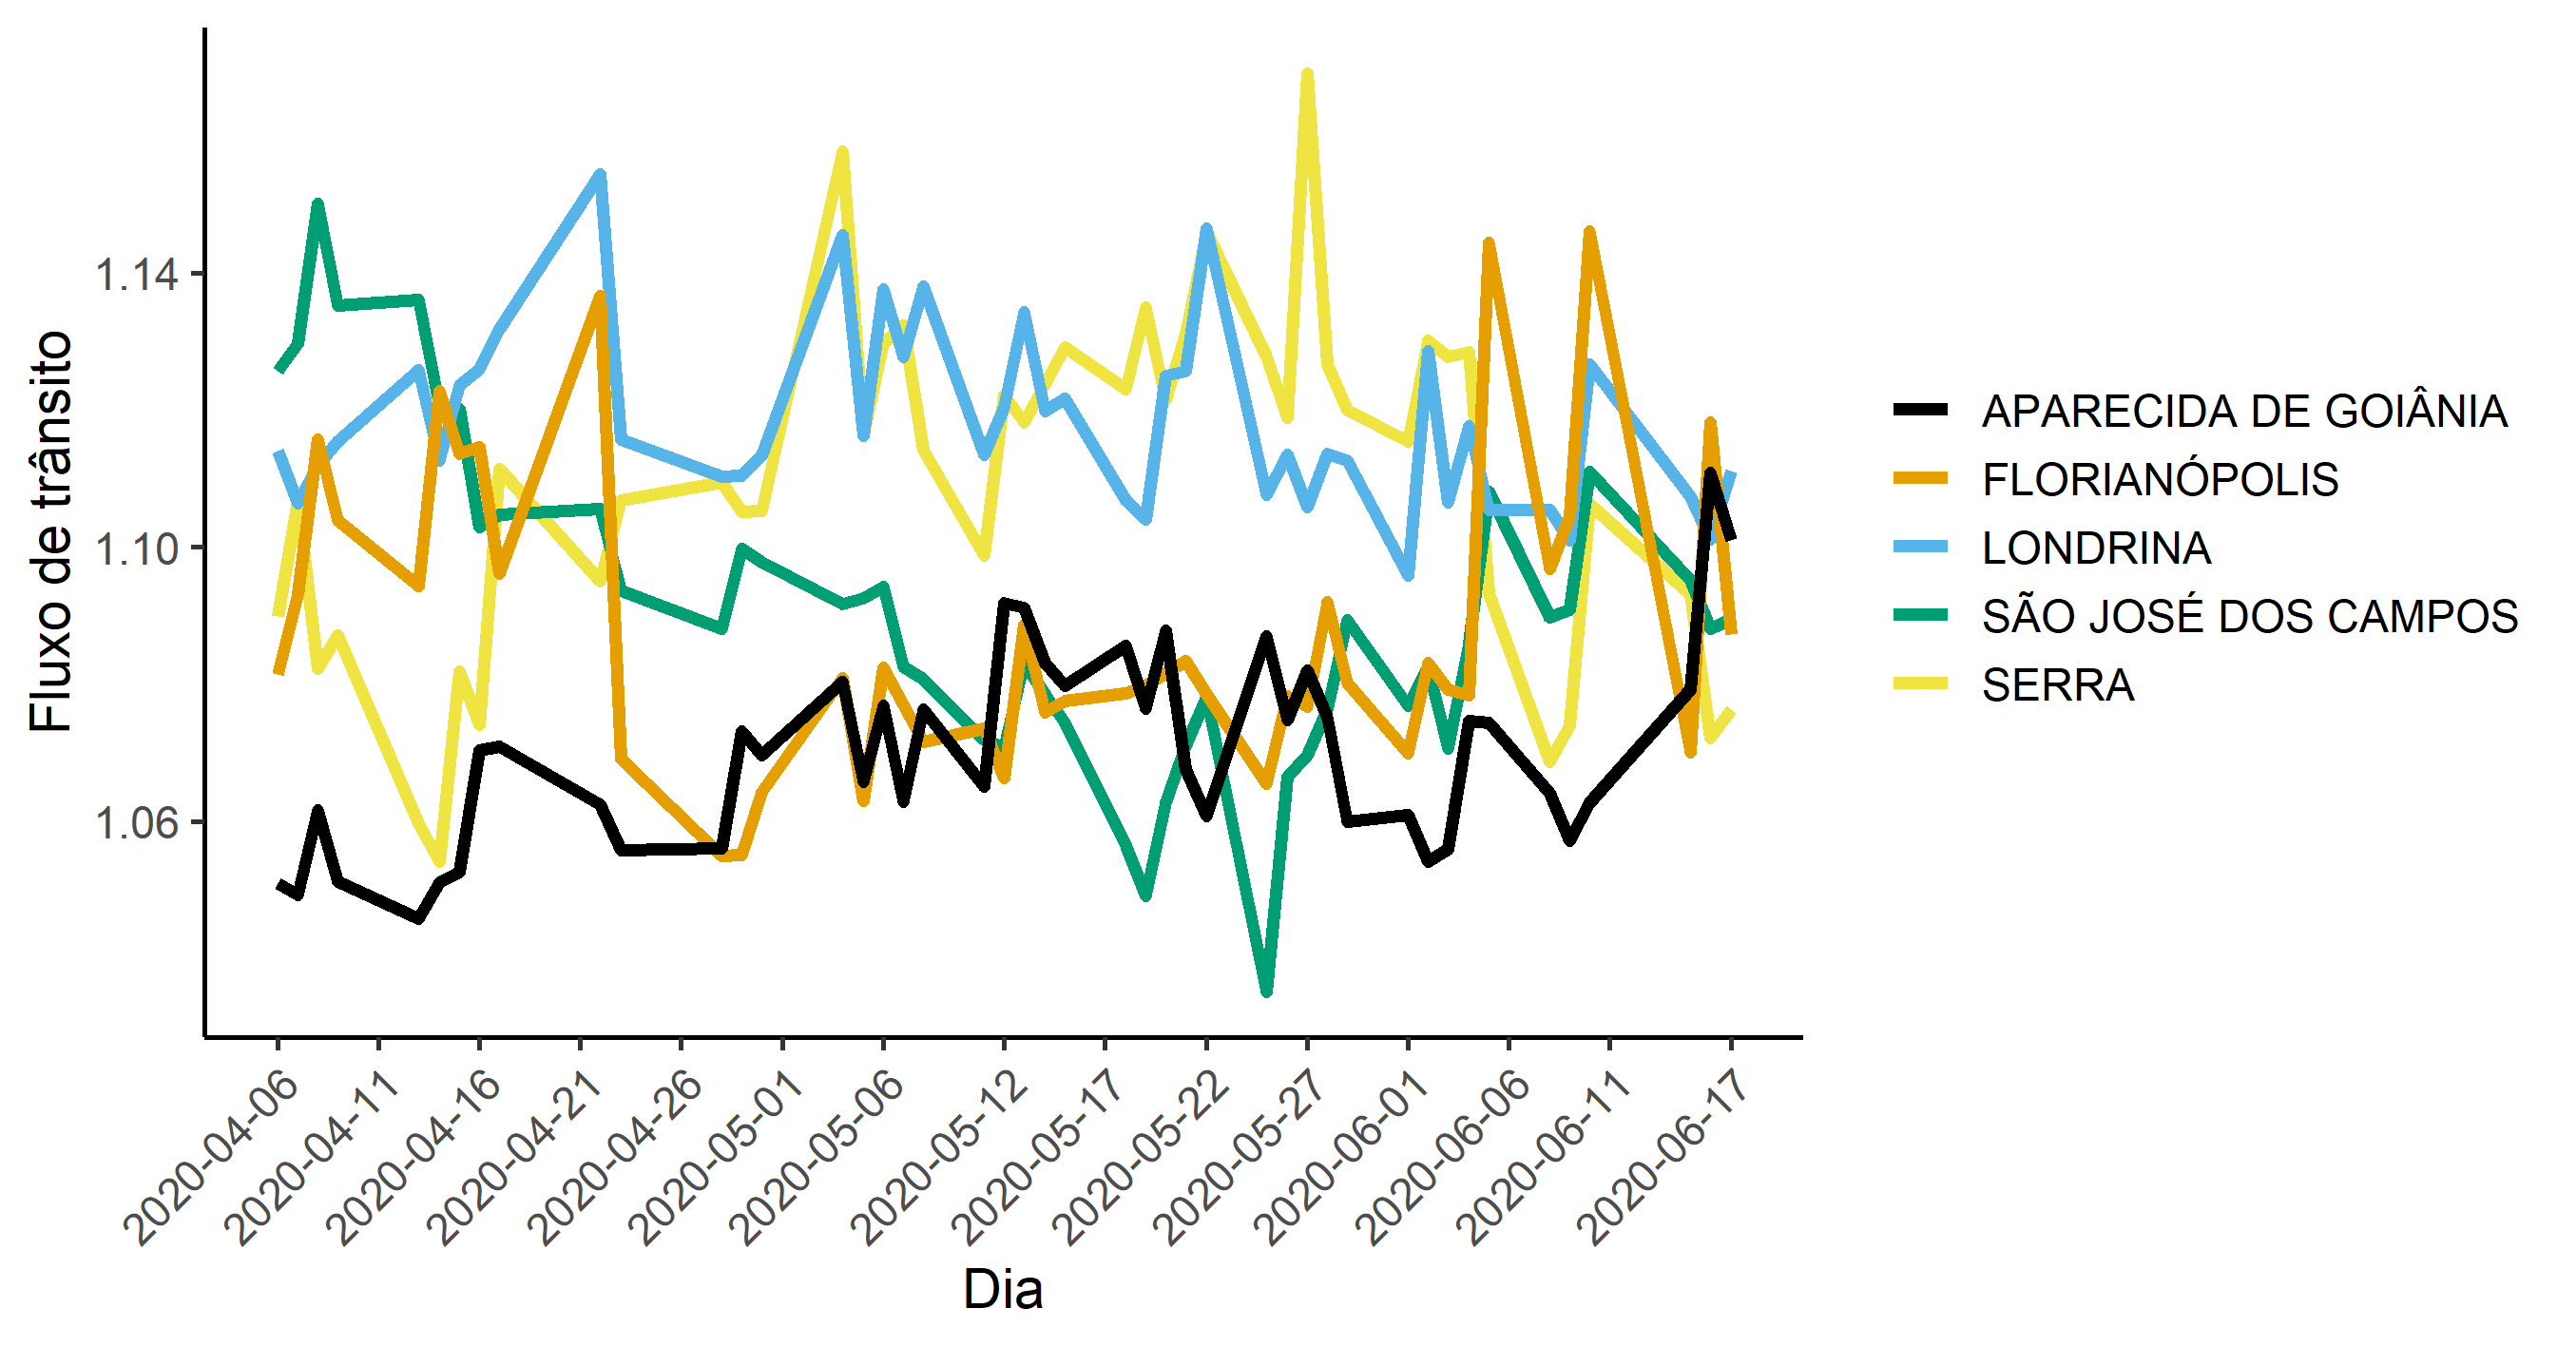 Fluxo de trânsito
1.14
1.10
1.06
2020-04-06
2020-04-11
2020-04-16
2020-04-21
2020-04-26
2020-05-01
2020-05-06
2020-05-12
2020-05-17
2020-05-22
2020-05-27
2020-06-01
2020-06-06
2020-06-11
2020-06-17
Dia
APARECIDA DE GOIÂNIA
FLORIANÓPOLIS
LONDRINA
SÃO JOSÉ DOS CAMPOS
SERRA